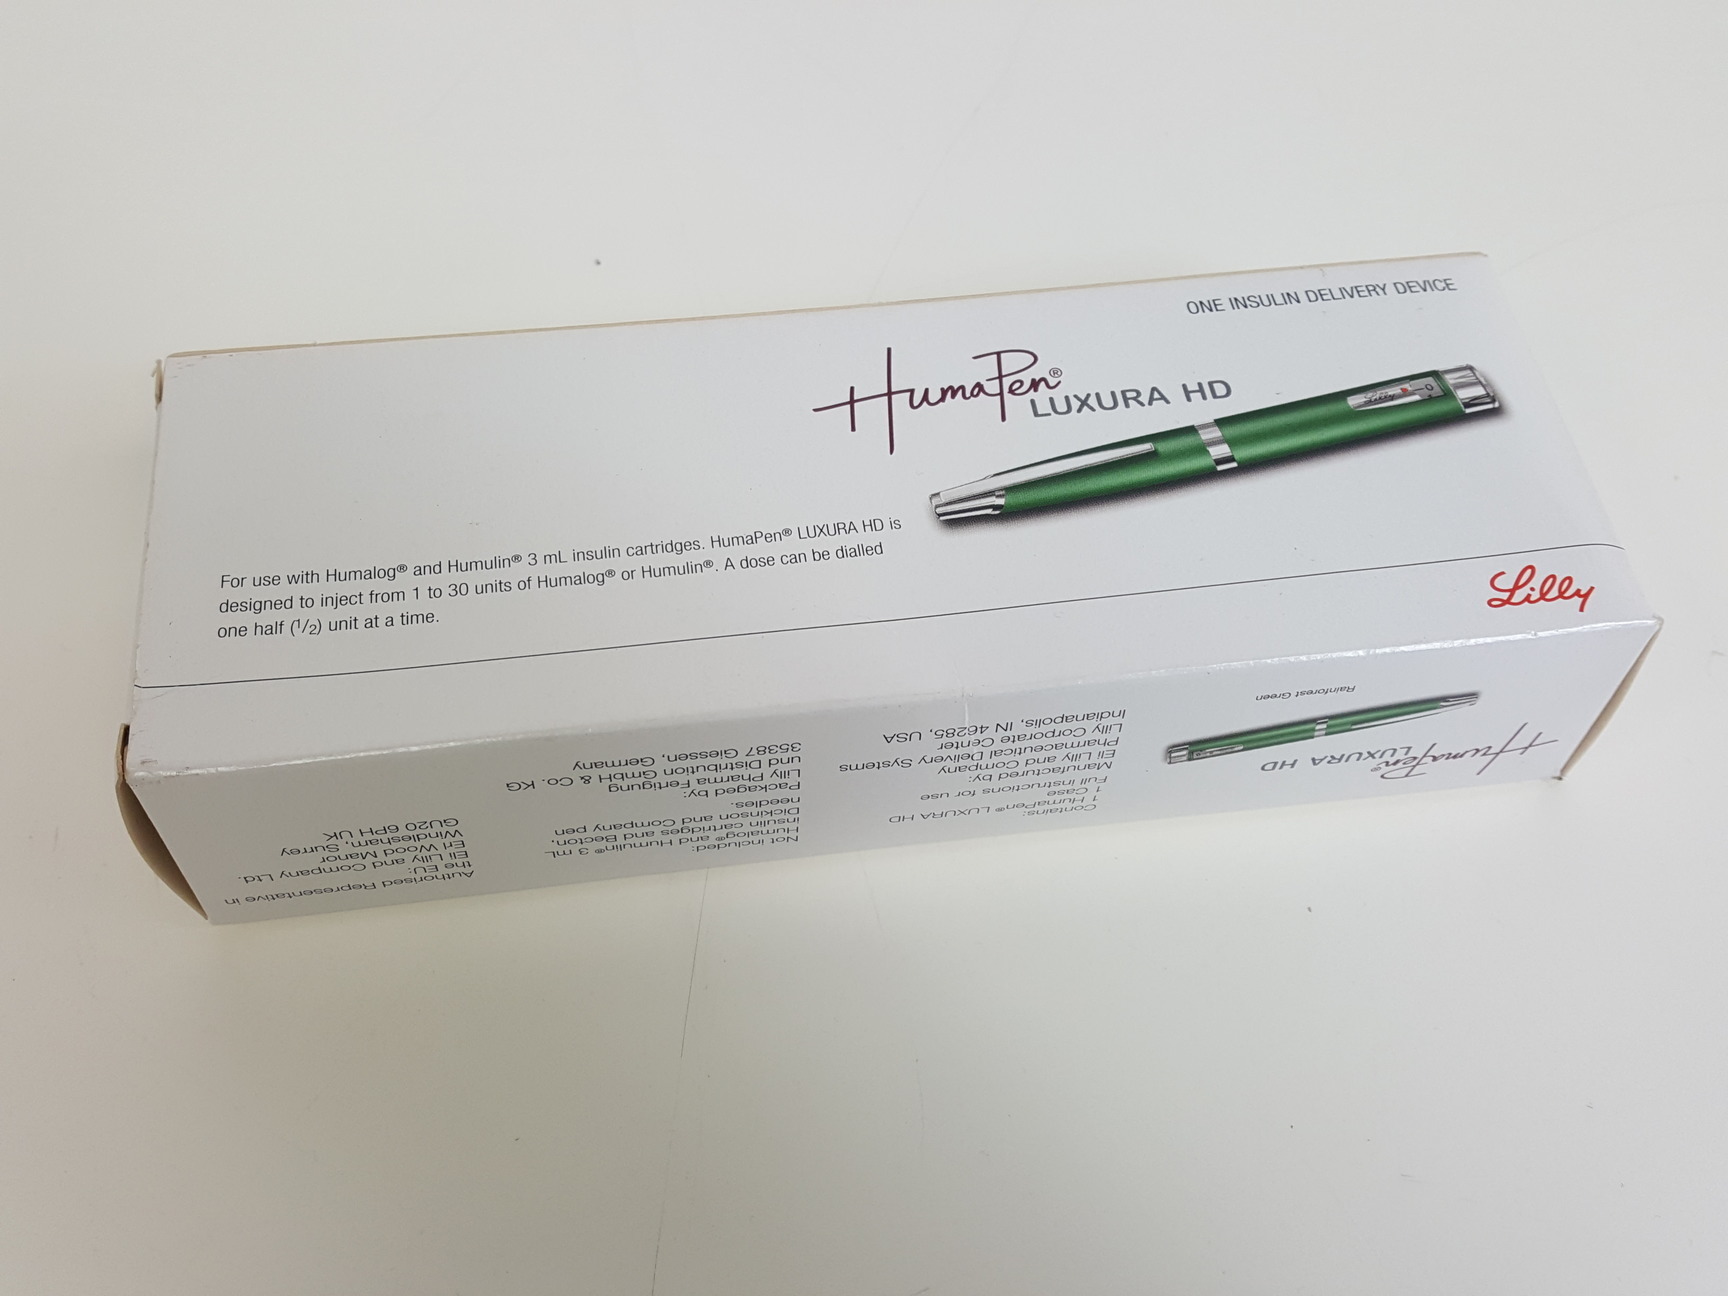 ONE INSULIN DELIVERY DEVICE
HumaPen®
LUXURA HD
Lilly
For use with Humalog® and Humulin® 3 mL insulin cartridges. HumaPen® LUXURA HD is
designed to inject from 1 to 30 units of Humalog® or Humulin®. A dose can be dialled
one half (1/2) unit at a time.
Lilly
HumaPen®
LUXURA HD
Rainforest Green
Contains:
1 HumaPen® LUXURA HD
1 Case
Full instructions for use
Manufactured by:
Eli Lilly and Company
Pharmaceutical Delivery Systems
Lilly Corporate Center
Indianapolis, IN 46285, USA
Not included:
Humalog® and Humulin® 3 mL
insulin cartridges and Becton,
Dickinson and Company pen
needles.
Packaged by:
Lilly Pharma Fertigung
und Distribution GmbH & Co. KG
35387 Giessen, Germany
Authorised Representative in
the EU:
Eli Lilly and Company Ltd.
Erl Wood Manor
Windlesham, Surrey
GU20 6PH UK